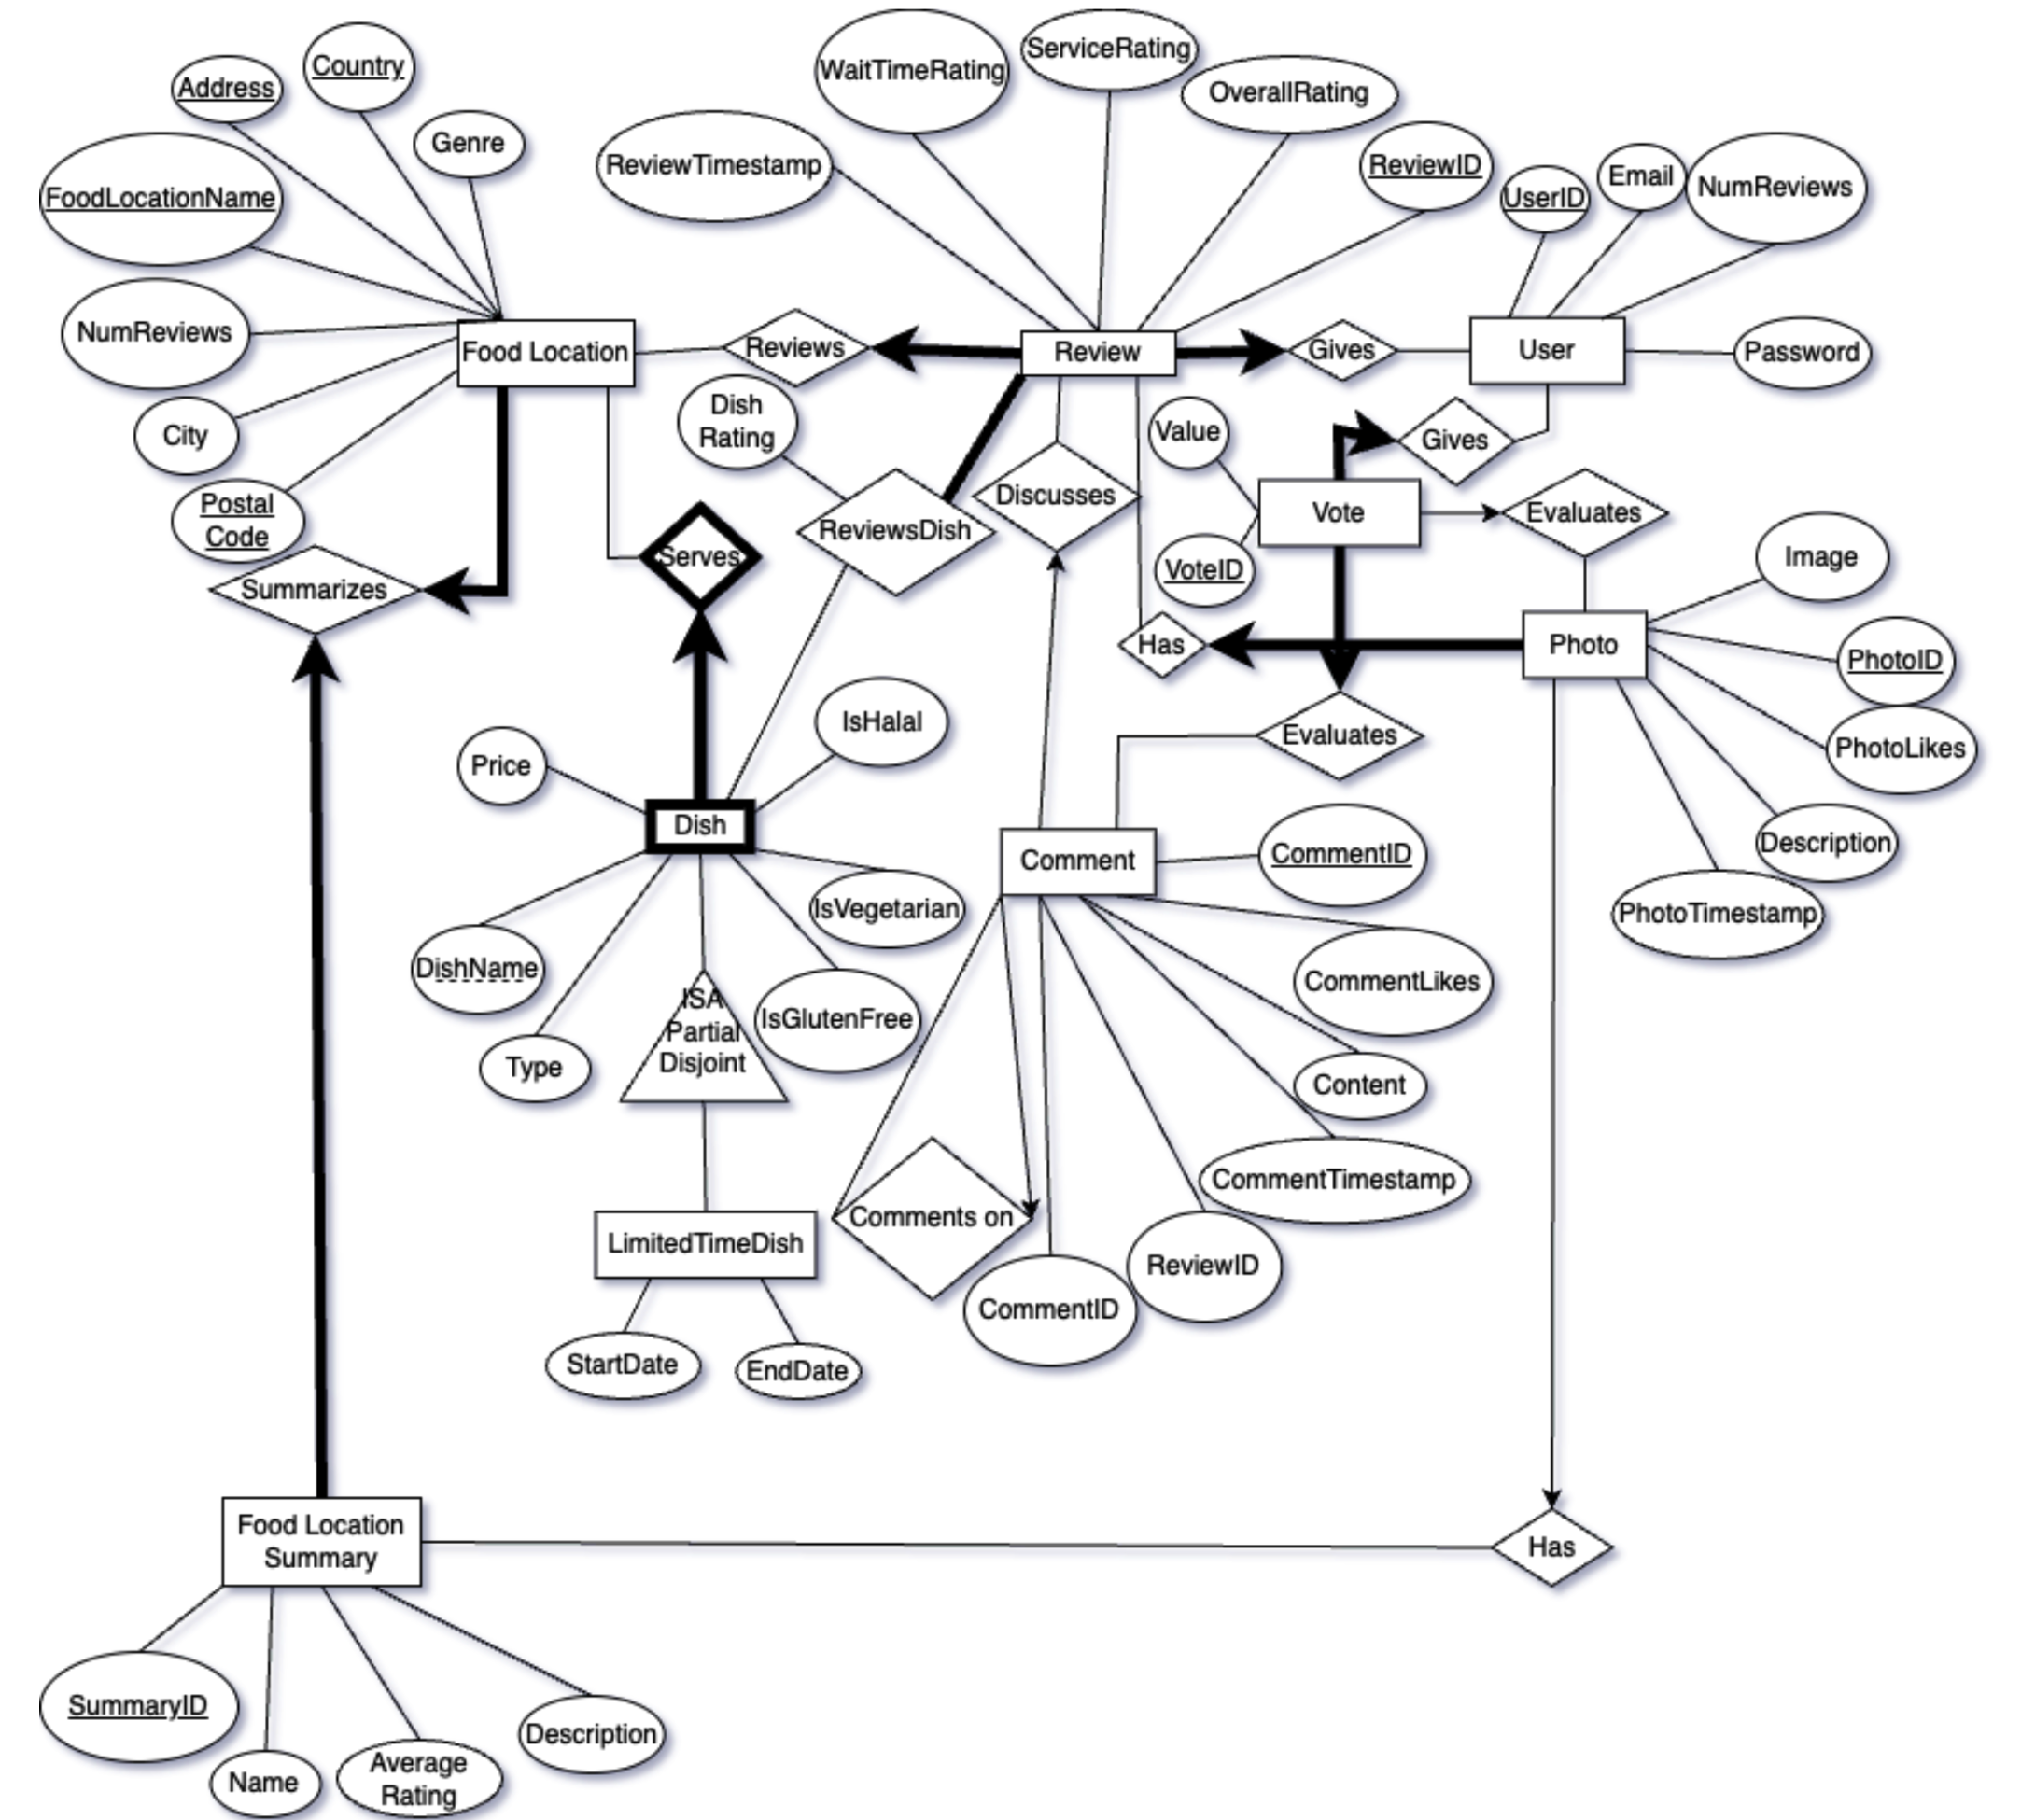 Country
ServiceRating
WaitTimeRating
Address
OverallRating
Genre
ReviewTimestamp
ReviewID
Email
NumReviews
UserID
FoodLocationName
NumReviews
Food Location
Reviews
Review
Gives
User
Password
City
Dish
Rating
Value
Gives
Postal
Code
Discusses
Vote
Evaluates
ReviewsDish
Serves
Image
VoteID
Summarizes
Has
Photo
PhotoID
IsHalal
Evaluates
PhotoLikes
Price
Dish
Description
Comment
CommentID
IsVegetarian
PhotoTimestamp
DishName
CommentLikes
ISA
Partial
Disjoint
IsGlutenFree
Type
Content
CommentTimestamp
Comments on
LimitedTimeDish
ReviewID
CommentID
StartDate
EndDate
Food Location
Summary
Has
SummaryID
Description
Name
Average
Rating